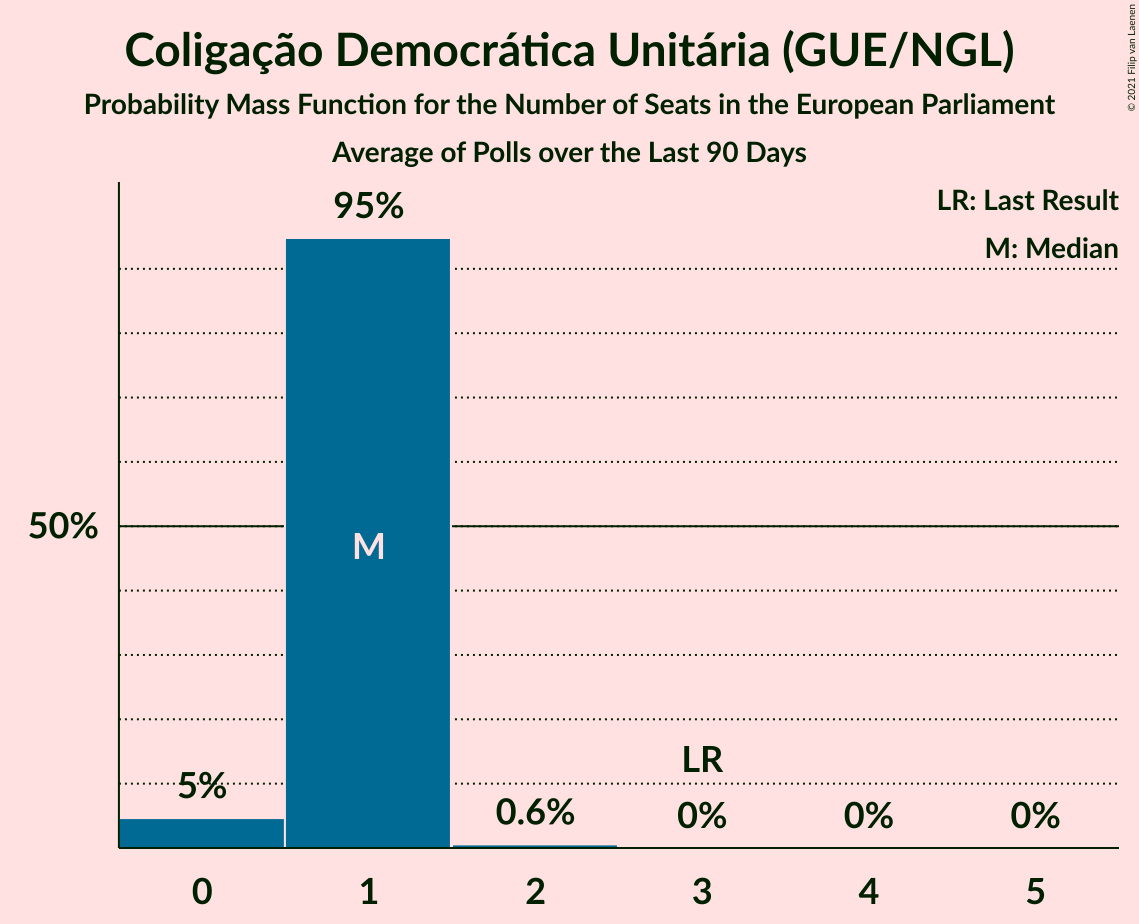 Coligação Democrática Unitária (GUE/NGL)
Probability Mass Function for the Number of Seats in the European Parliament
Average of Polls over the Last 90 Days
© 2021 Filip van Laenen
LR: Last Result
M: Median
95%
50%
M
LR
5%
0.6%
0%
0%
0%
0
1
2
3
4
5